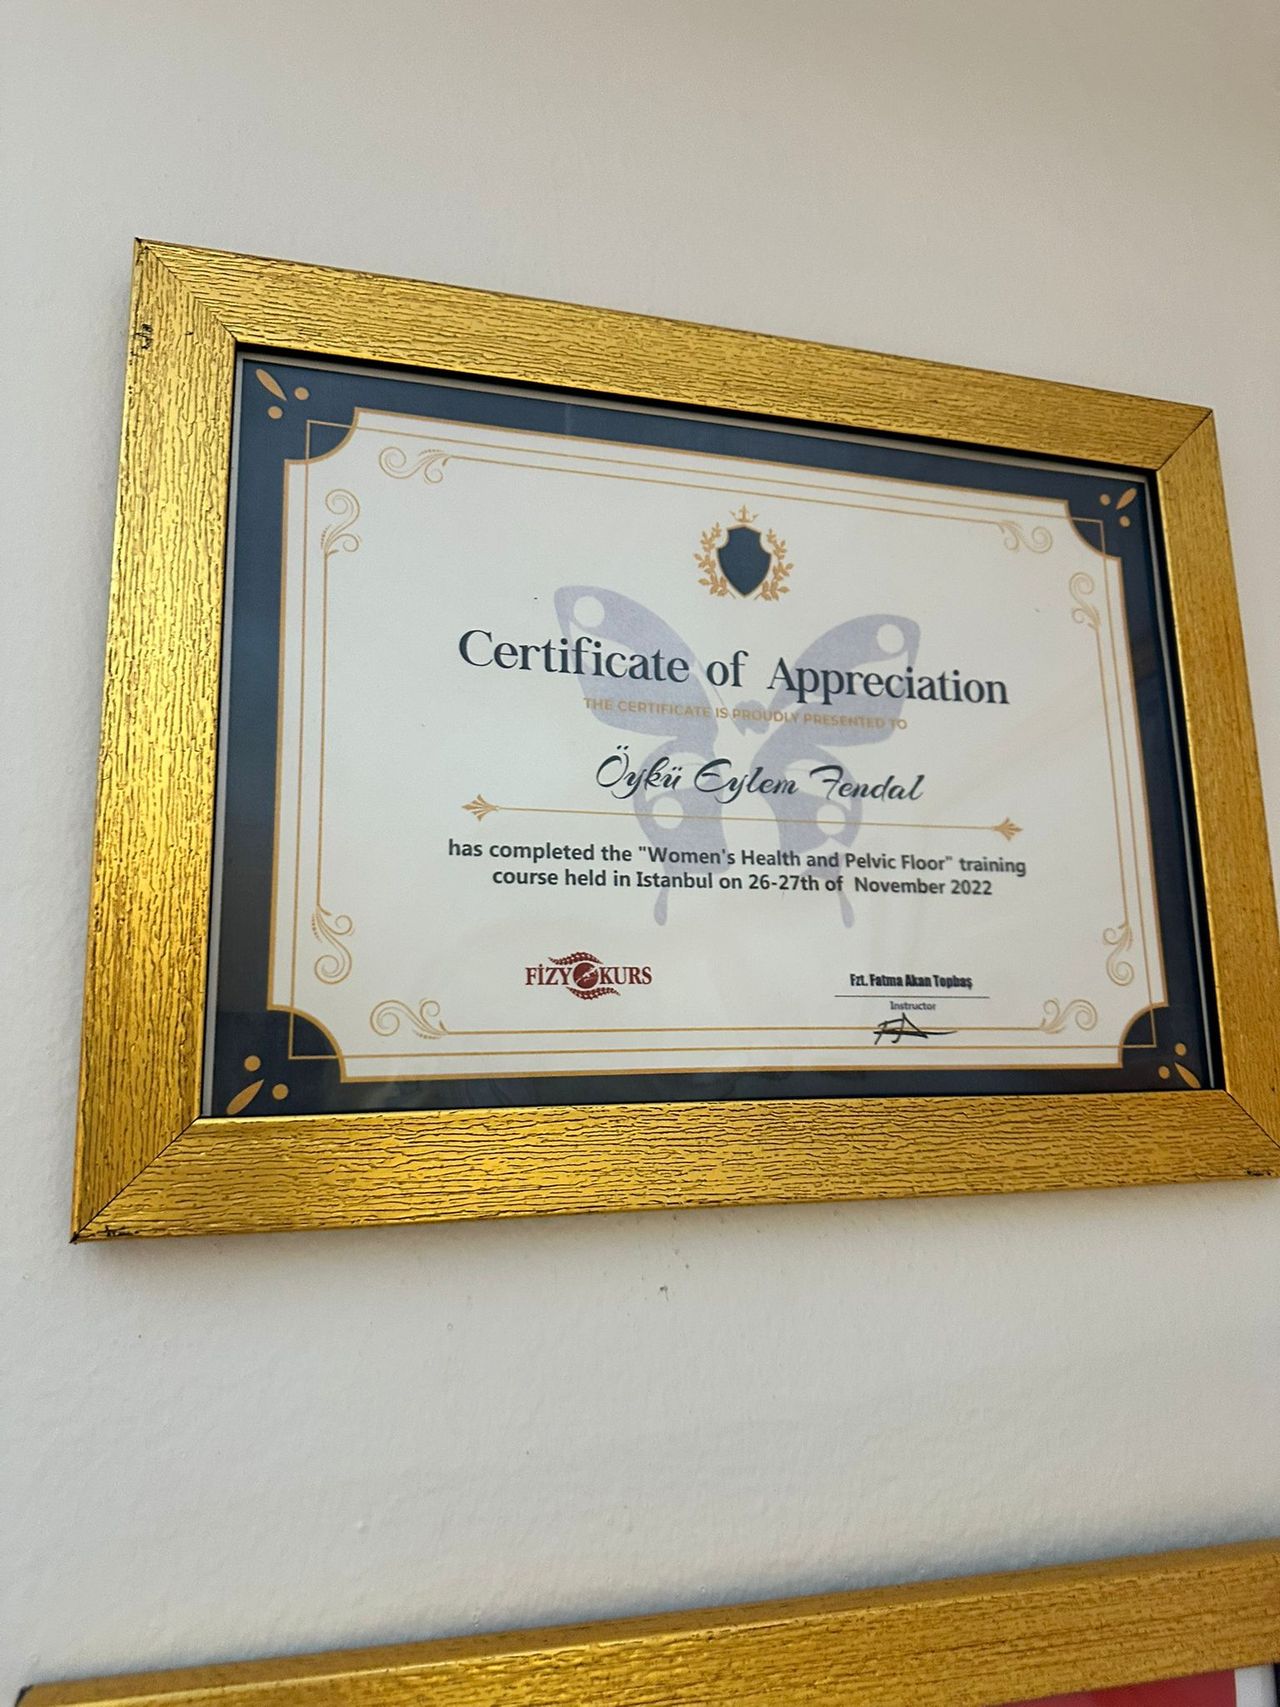 Certificate of Appreciation
THE CERTIFICATE IS PROUDLY PRESENTED TO
Öykü Eylem Fendal
has completed the "Women's Health and Pelvic Floor" training
course held in Istanbul on 26-27th of November 2022
FİZYOKURS
Fzt. Fatma Akan Topbaş
Instructor